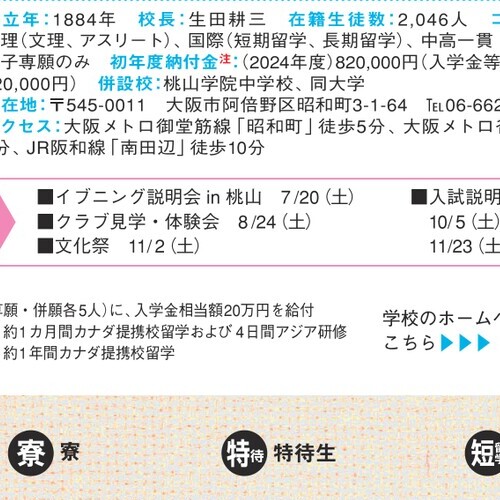 立年：1884年 校長：生田耕三 在籍生徒数：2,046人 コ
理（文理、アスリート）、国際（短期留学、長期留学）、中高一貫
子専願のみ 初年度納付金注：（2024年度）820,000円（入学金等
20,000円） 併設校：桃山学院中学校、同大学
在地：〒545-0011 大阪市阿倍野区昭和町3-1-64 ℡06-662
クセス：大阪メトロ御堂筋線「昭和町」徒歩5分、大阪メトロ
分、JR阪和線「南田辺」徒歩10分
■イブニング説明会 in 桃山 7/20（土）
■クラブ見学・体験会 8/24（土）
■文化祭 11/2（土）
■入試説明
10/5（土）
11/23（土）
専願・併願各5人）に、入学金相当額20万円を給付
約1カ月間カナダ提携校留学および4日間アジア研修
約1年間カナダ提携校留学
学校のホームペ
こちら▶▶▶
寮 寮
特待 特待生
短 留学